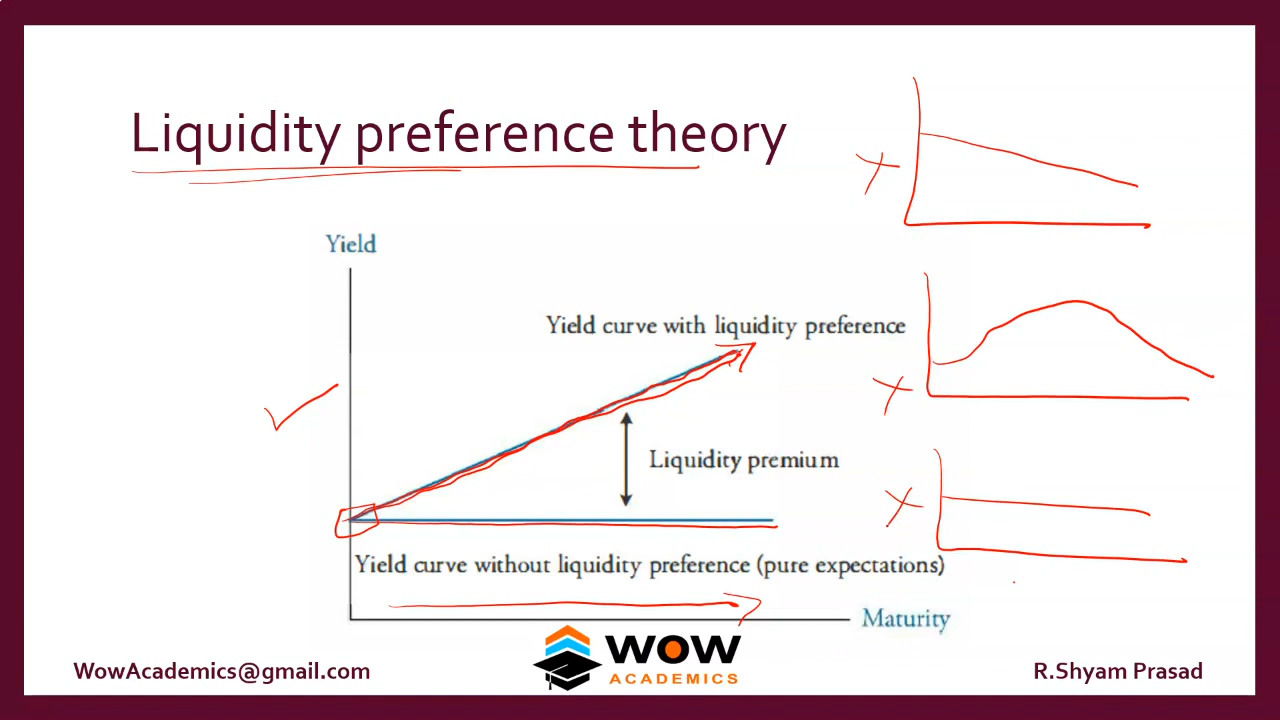 Liquidity preference theory
Yield
Yield curve with liquidity preference
Liquidity premium
Yield curve without liquidity preference (pure expectations)
Maturity
WowAcademics@gmail.com
WOW
ACADEMICS
R.Shyam Prasad